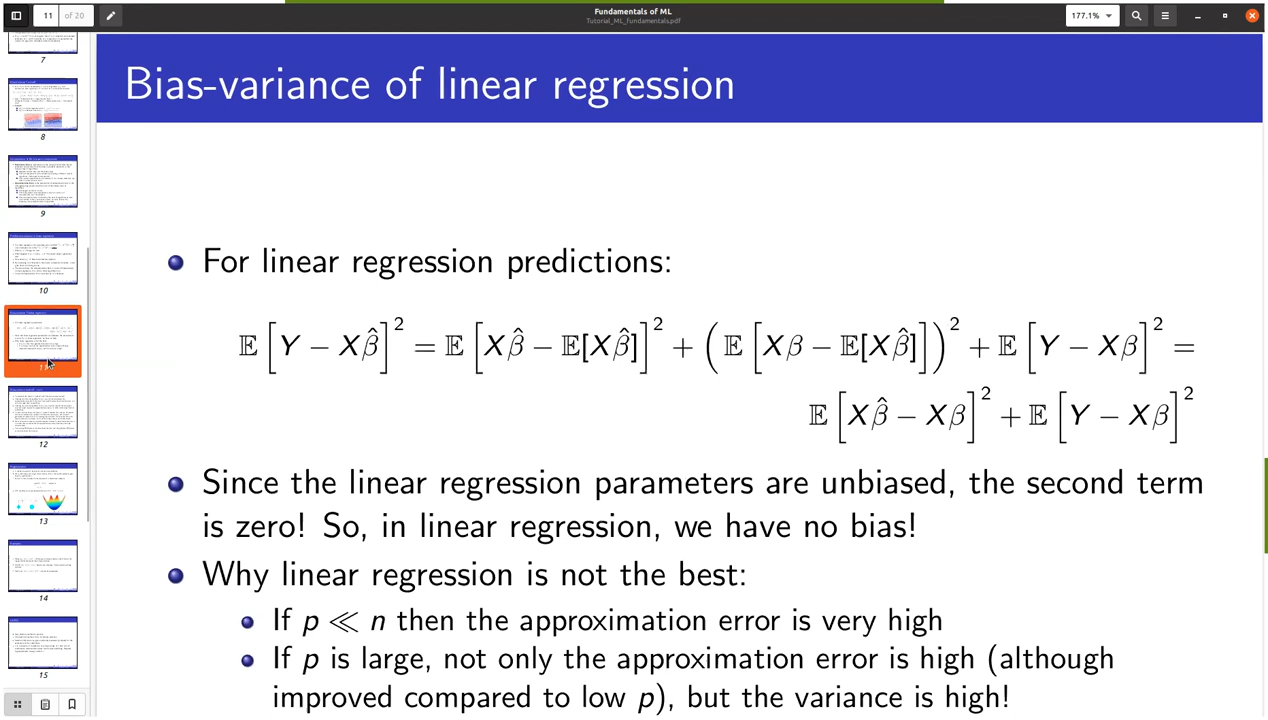 11 of 20
Fundamentals of ML
Tutorial_ML_fundamentals.pdf
177.1%
7
8
9
10
11
12
13
14
15
Bias-variance of linear regression
For linear regression predictions:
𝔼[Y − Xβ̂]² = 𝔼[Xβ̂ − 𝔼[Xβ̂]]² + (𝔼[Xβ − 𝔼[Xβ̂]])² + 𝔼[Y − Xβ]² =
𝔼[Xβ̂ − Xβ]² + 𝔼[Y − Xβ]²
Since the linear regression parameters are unbiased, the second term
is zero! So, in linear regression, we have no bias!
Why linear regression is not the best:
If p ≪ n then the approximation error is very high
If p is large, not only the approximation error is high (although
improved compared to low p), but the variance is high!